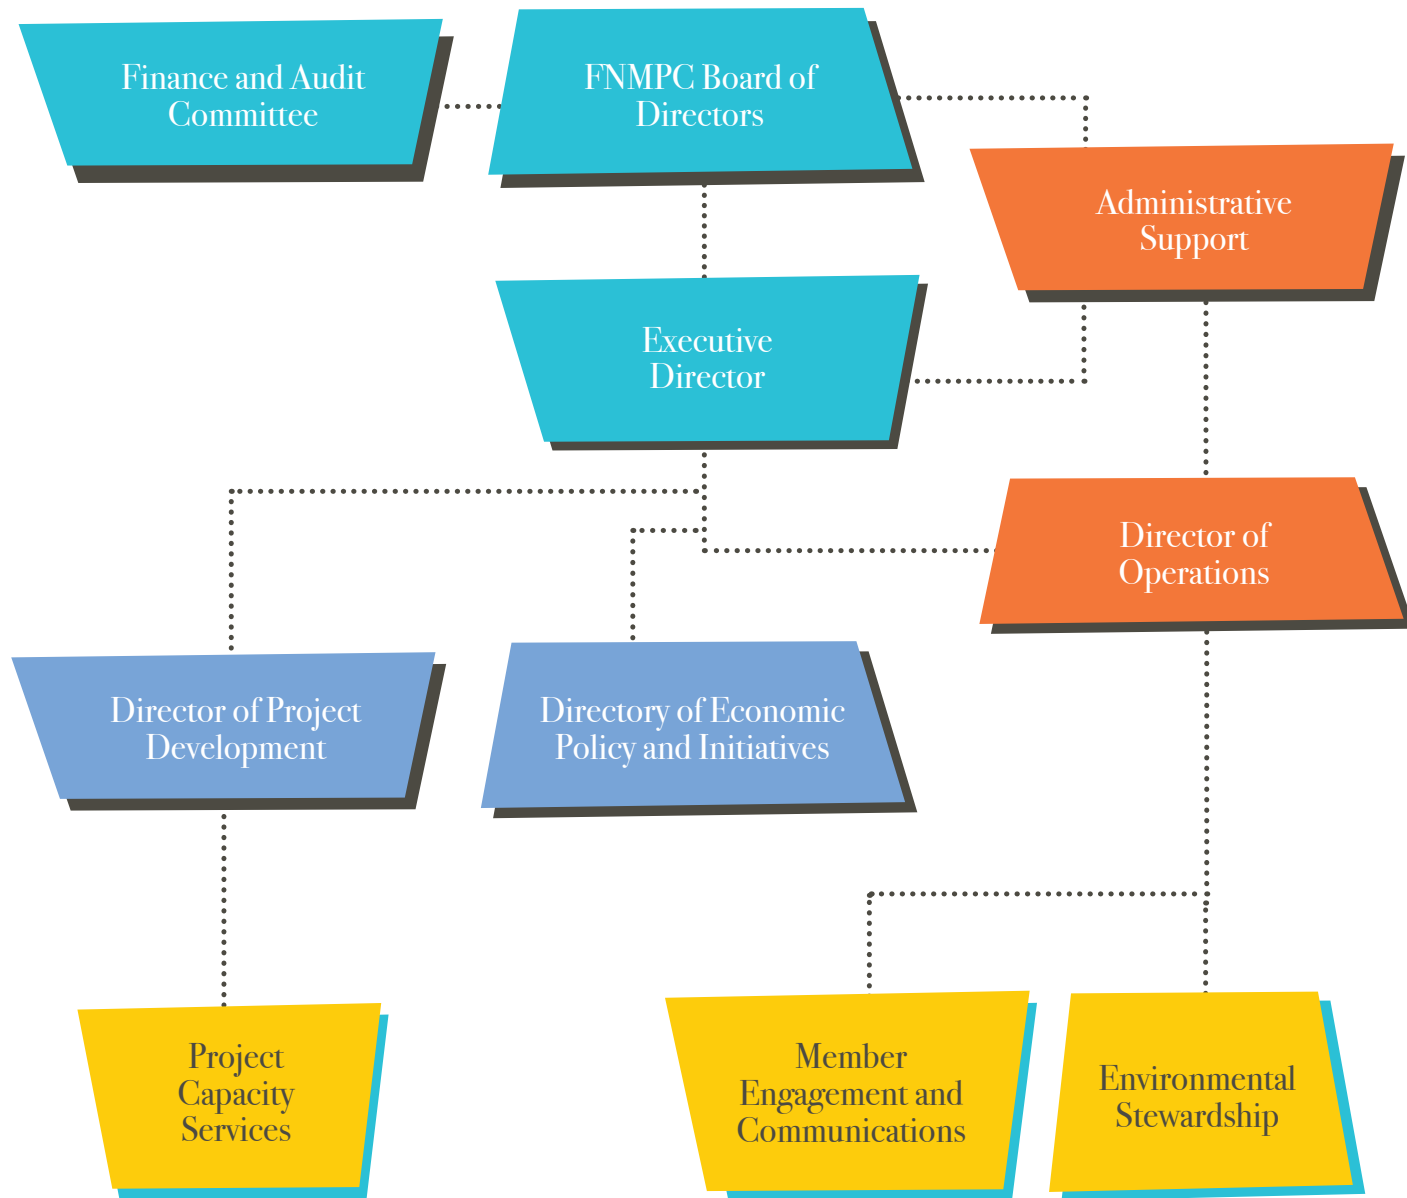 Finance and Audit
Committee
FNMPC Board of
Directors
Administrative
Support
Executive
Director
Director of
Operations
Director of Project
Development
Directory of Economic
Policy and Initiatives
Project
Capacity
Services
Member
Engagement and
Communications
Environmental
Stewardship